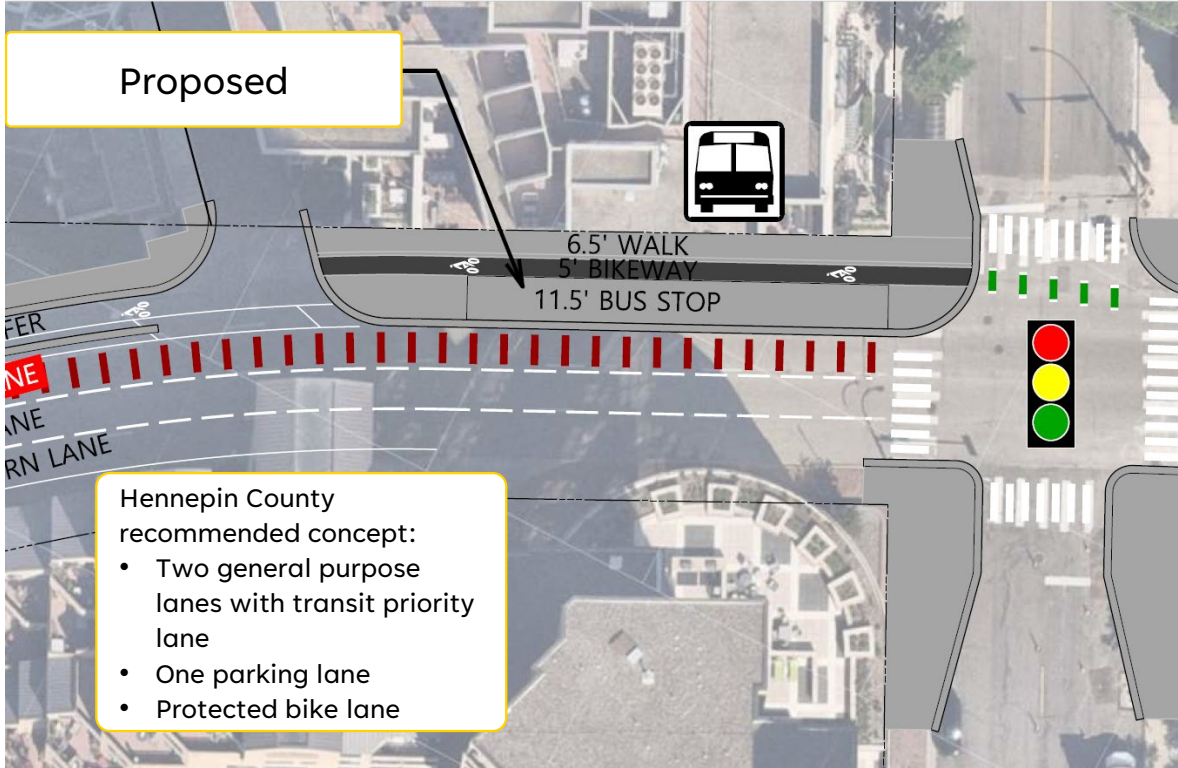 Proposed
6.5' WALK
5' BIKEWAY
11.5' BUS STOP
FER
NE
ANE
RN LANE
Hennepin County
recommended concept:
• Two general purpose
lanes with transit priority
lane
• One parking lane
• Protected bike lane